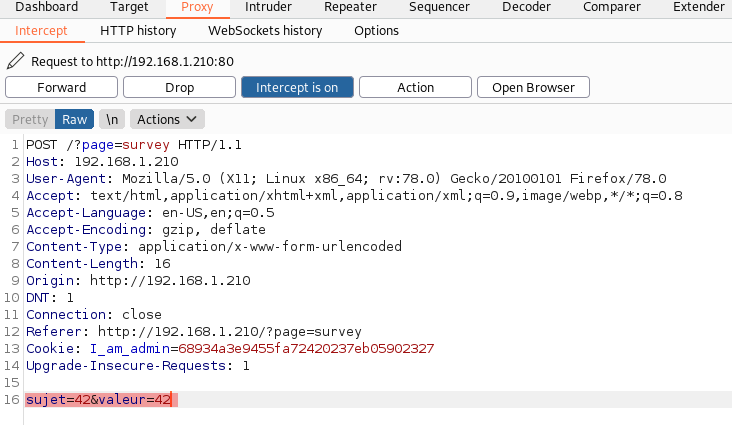 Dashboard Target Proxy Intruder Repeater Sequencer Decoder Comparer Extender
Intercept HTTP history WebSockets history Options
Request to http://192.168.1.210:80
Forward Drop Intercept is on Action Open Browser
Pretty Raw \n Actions
1 POST /?page=survey HTTP/1.1
2 Host: 192.168.1.210
3 User-Agent: Mozilla/5.0 (X11; Linux x86_64; rv:78.0) Gecko/20100101 Firefox/78.0
4 Accept: text/html,application/xhtml+xml,application/xml;q=0.9,image/webp,*/*;q=0.8
5 Accept-Language: en-US,en;q=0.5
6 Accept-Encoding: gzip, deflate
7 Content-Type: application/x-www-form-urlencoded
8 Content-Length: 16
9 Origin: http://192.168.1.210
10 DNT: 1
11 Connection: close
12 Referer: http://192.168.1.210/?page=survey
13 Cookie: I_am_admin=68934a3e9455fa72420237eb05902327
14 Upgrade-Insecure-Requests: 1
15
16 sujet=42&valeur=42